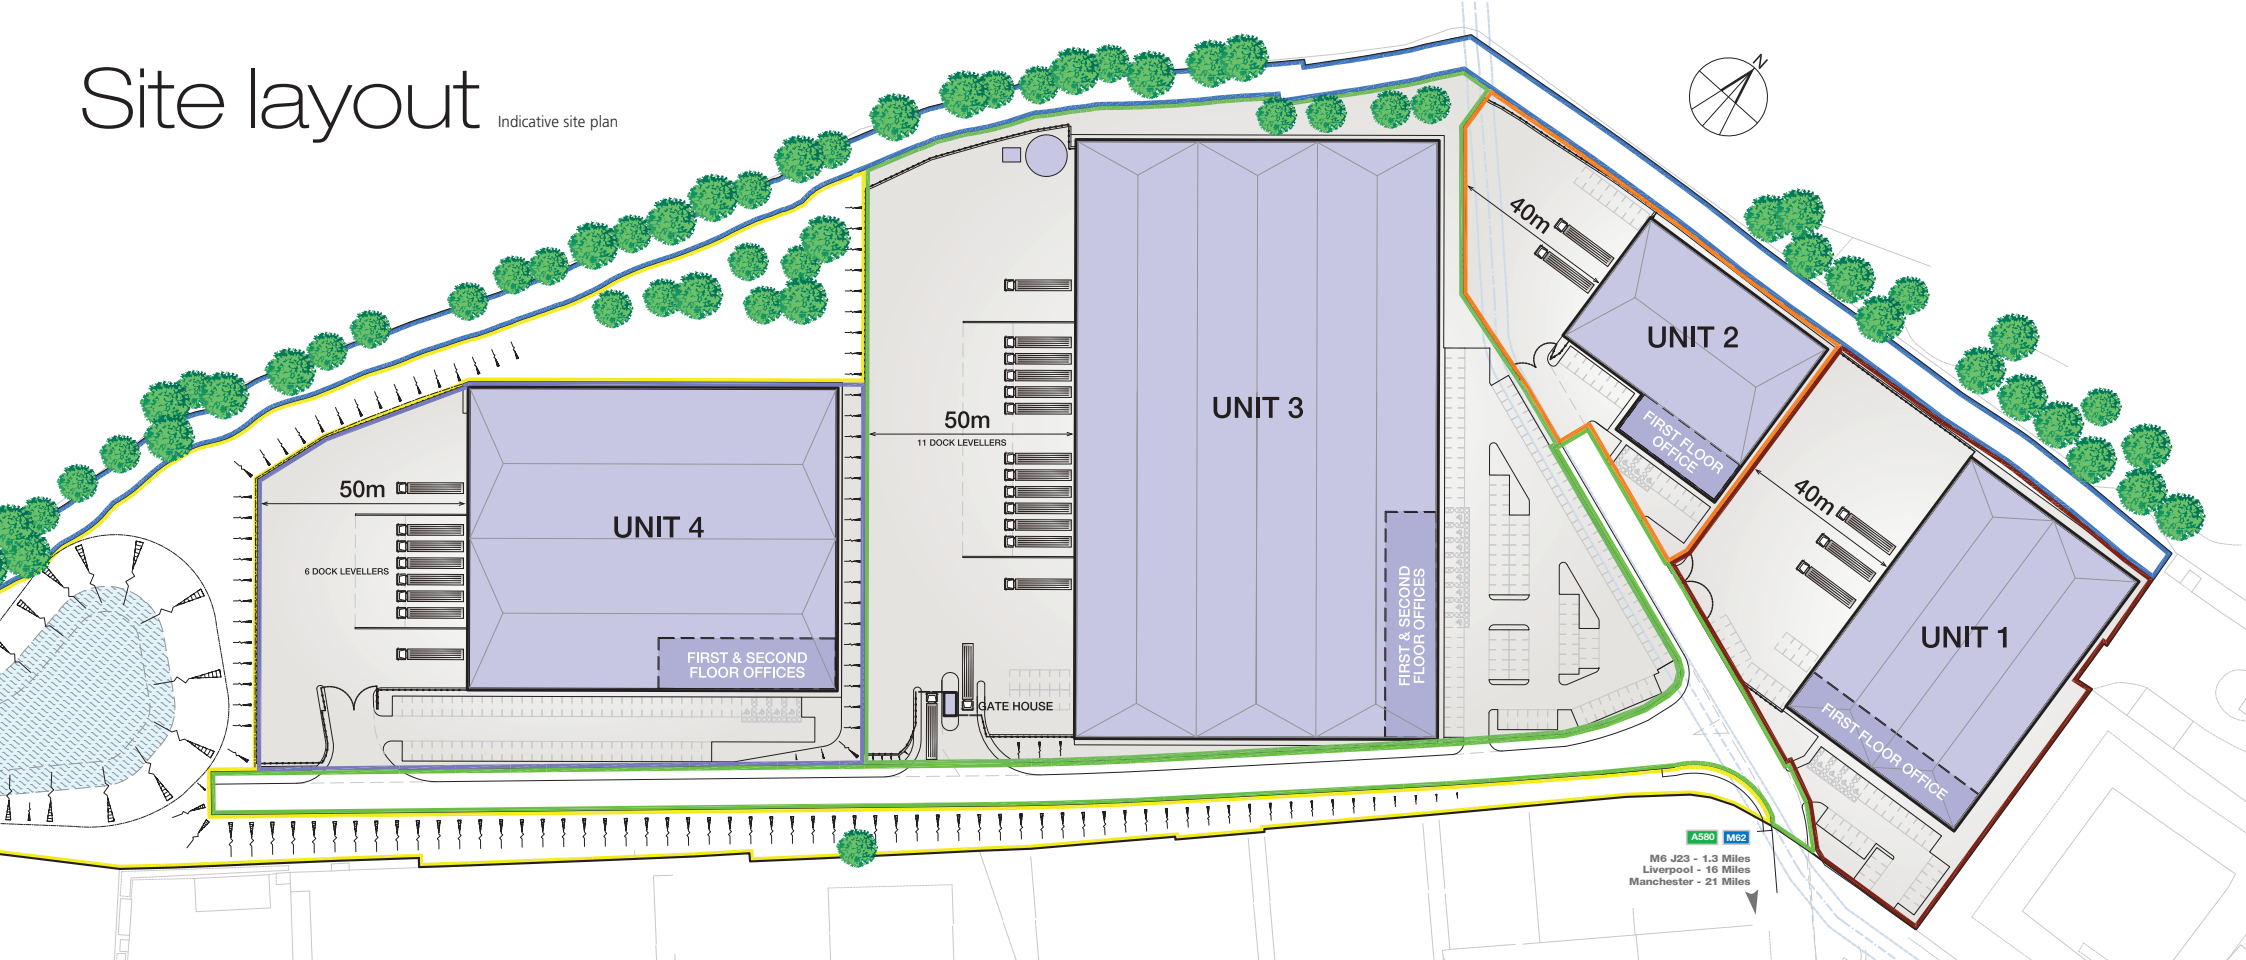 Site layout
Indicative site plan
N
40m
UNIT 2
FIRST FLOOR
OFFICE
UNIT 3
50m
11 DOCK LEVELLERS
FIRST & SECOND
FLOOR OFFICES
GATE HOUSE
50m
UNIT 4
6 DOCK LEVELLERS
FIRST & SECOND
FLOOR OFFICES
40m
UNIT 1
FIRST FLOOR OFFICE
A580 M62
M6 J23 - 1.3 Miles
Liverpool - 16 Miles
Manchester - 21 Miles